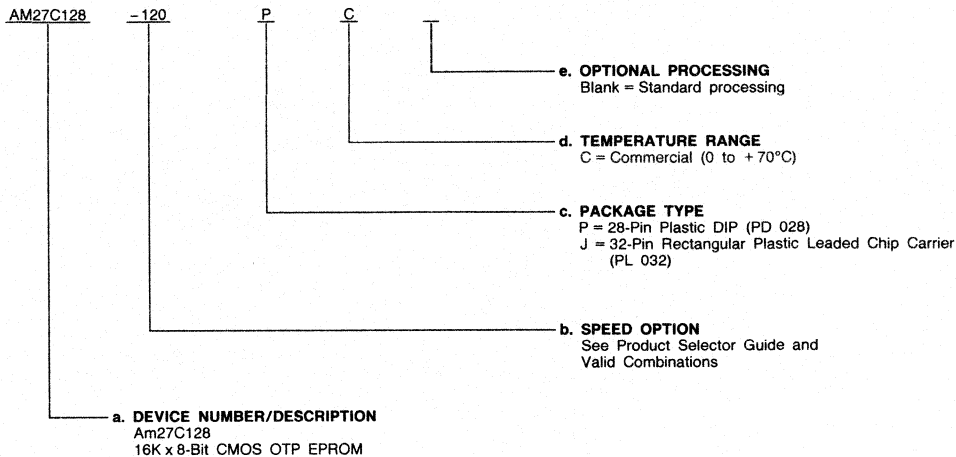 AM27C128 -120 P C
e. OPTIONAL PROCESSING
Blank = Standard processing
d. TEMPERATURE RANGE
C = Commercial (0 to +70°C)
c. PACKAGE TYPE
P = 28-Pin Plastic DIP (PD 028)
J = 32-Pin Rectangular Plastic Leaded Chip Carrier
(PL 032)
b. SPEED OPTION
See Product Selector Guide and
Valid Combinations
a. DEVICE NUMBER/DESCRIPTION
Am27C128
16K x 8-Bit CMOS OTP EPROM